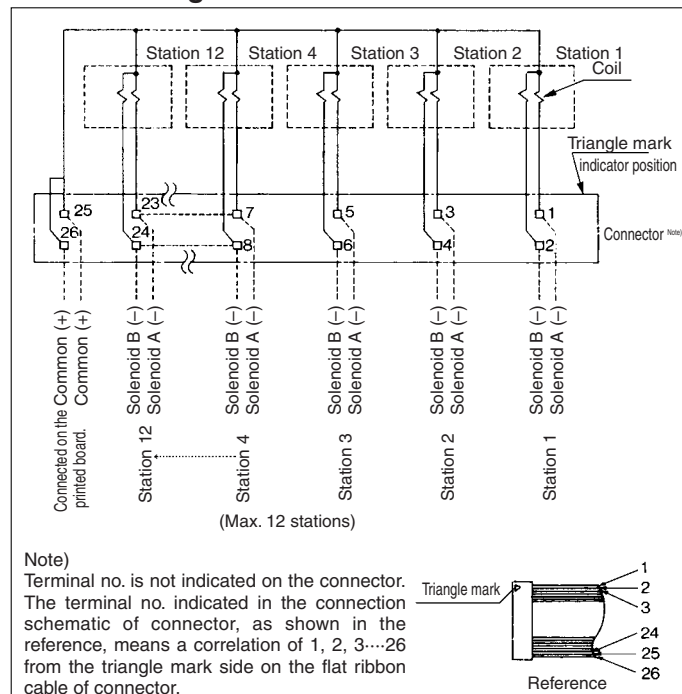 Station 12 Station 4 Station 3 Station 2 Station 1
Coil
Triangle mark
indicator position
25 23 7 5 3 1
26 24 8 6 4 2
Connector Note)
Connected on the
printed board.
Common (+)
Common (+)
Solenoid B (−)
Solenoid A (−)
Station 12
Solenoid B (−)
Solenoid A (−)
Station 4
Solenoid B (−)
Solenoid A (−)
Station 3
Solenoid B (−)
Solenoid A (−)
Station 2
Solenoid B (−)
Solenoid A (−)
Station 1
(Max. 12 stations)
Note)
Terminal no. is not indicated on the connector.
The terminal no. indicated in the connection
schematic of connector, as shown in the
reference, means a correlation of 1, 2, 3····26
from the triangle mark side on the flat ribbon
cable of connector.
Triangle mark
1
2
3
24
25
26
Reference